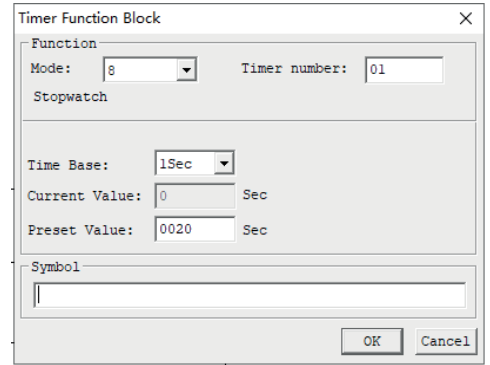 Timer Function Block
Function
Mode: 8 Timer number: 01
Stopwatch
Time Base: 1Sec
Current Value: 0 Sec
Preset Value: 0020 Sec
Symbol
OK Cancel